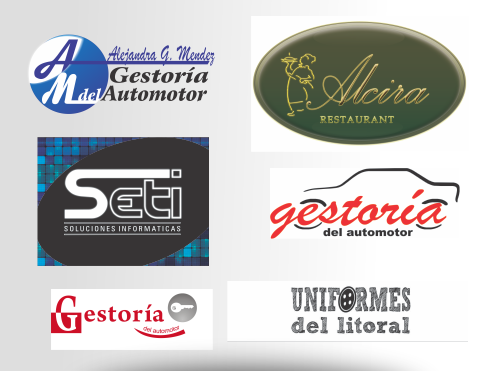 Alejandra G. Mendez
AM Gestoría
del Automotor
Alcira
RESTAURANT
Seti
SOLUCIONES INFORMATICAS
gestoría
del automotor
Gestoría
del automotor
UNIFORMES
del litoral